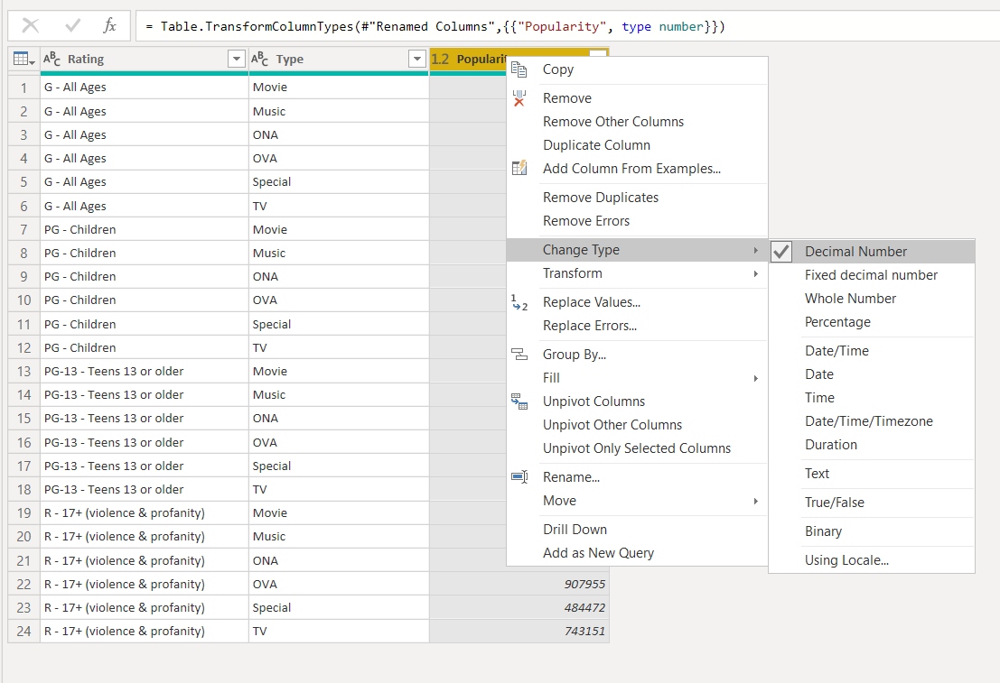 fx = Table.TransformColumnTypes(#"Renamed Columns",{{"Popularity", type number}})
ABC Rating ABC Type 1.2
1 G - All Ages Movie
2 G - All Ages Music
3 G - All Ages ONA
4 G - All Ages OVA
5 G - All Ages Special
6 G - All Ages TV
7 PG - Children Movie
8 PG - Children Music
9 PG - Children ONA
10 PG - Children OVA
11 PG - Children Special
12 PG - Children TV
13 PG-13 - Teens 13 or older Movie
14 PG-13 - Teens 13 or older Music
15 PG-13 - Teens 13 or older ONA
16 PG-13 - Teens 13 or older OVA
17 PG-13 - Teens 13 or older Special
18 PG-13 - Teens 13 or older TV
19 R - 17+ (violence & profanity) Movie
20 R - 17+ (violence & profanity) Music
21 R - 17+ (violence & profanity) ONA
22 R - 17+ (violence & profanity) OVA 907955
23 R - 17+ (violence & profanity) Special 484472
24 R - 17+ (violence & profanity) TV 743151
Copy
Remove
Remove Other Columns
Duplicate Column
Add Column From Examples...
Remove Duplicates
Remove Errors
Change Type
Transform
1 2 Replace Values...
Replace Errors...
Group By...
Fill
Unpivot Columns
Unpivot Other Columns
Unpivot Only Selected Columns
Rename...
Move
Drill Down
Add as New Query
Decimal Number
Fixed decimal number
Whole Number
Percentage
Date/Time
Date
Time
Date/Time/Timezone
Duration
Text
True/False
Binary
Using Locale...